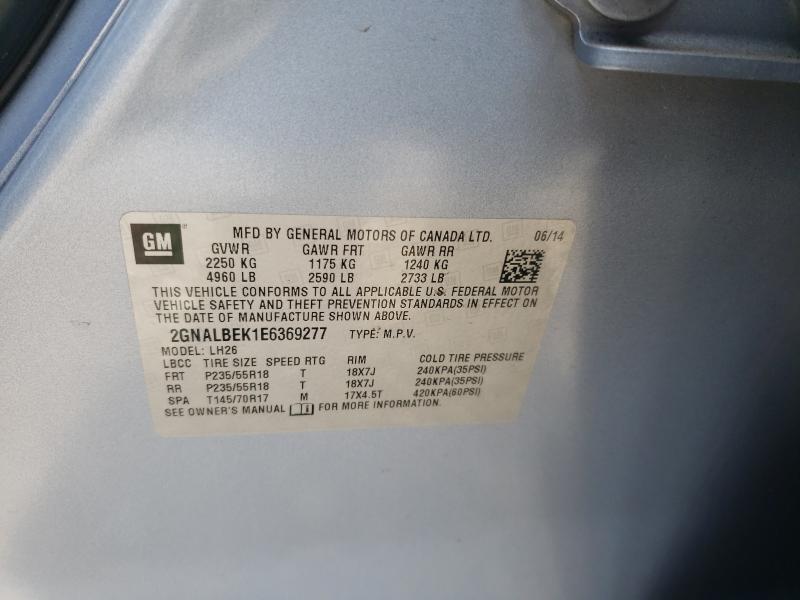 GM MFD BY GENERAL MOTORS OF CANADA LTD. 06/14
GVWR GAWR FRT GAWR RR
2250 KG 1175 KG 1240 KG
4960 LB 2590 LB 2733 LB
THIS VEHICLE CONFORMS TO ALL APPLICABLE U.S. FEDERAL MOTOR
VEHICLE SAFETY AND THEFT PREVENTION STANDARDS IN EFFECT ON
THE DATE OF MANUFACTURE SHOWN ABOVE.
2GNALBEK1E6369277 TYPE: M.P.V.
MODEL: LH26
LBCC TIRE SIZE SPEED RTG RIM COLD TIRE PRESSURE
FRT P235/55R18 T 18X7J 240KPA(35PSI)
RR P235/55R18 T 18X7J 240KPA(35PSI)
SPA T145/70R17 M 17X4.5T 420KPA(60PSI)
SEE OWNER'S MANUAL FOR MORE INFORMATION.